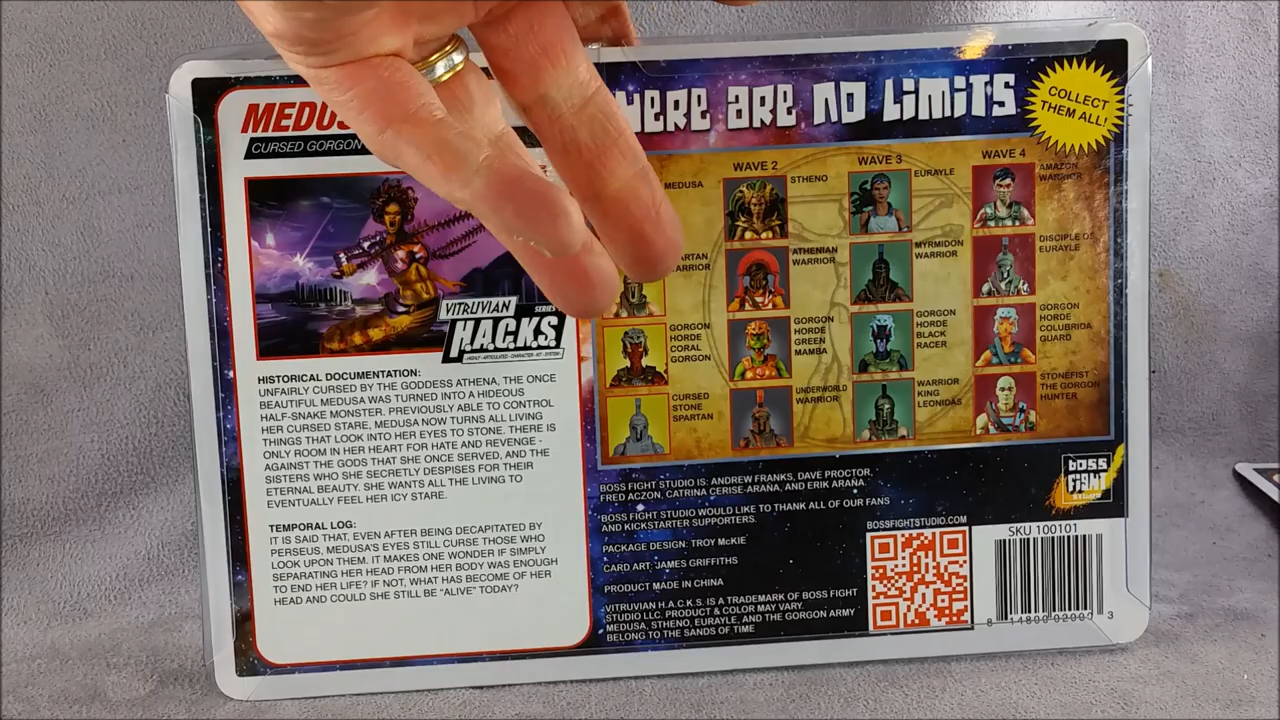 MEDUS
CURSED GORGON
VITRUVIAN
SERIES
H.A.C.K.S.
HIGHLY - ARTICULATED - CHARACTER - KIT - SYSTEM
HISTORICAL DOCUMENTATION:
UNFAIRLY CURSED BY THE GODDESS ATHENA, THE ONCE
BEAUTIFUL MEDUSA WAS TURNED INTO A HIDEOUS
HALF-SNAKE MONSTER. PREVIOUSLY ABLE TO CONTROL
HER CURSED STARE, MEDUSA NOW TURNS ALL LIVING
THINGS THAT LOOK INTO HER EYES TO STONE. THERE IS
ONLY ROOM IN HER HEART FOR HATE AND REVENGE -
AGAINST THE GODS THAT SHE ONCE SERVED, AND THE
SISTERS WHO SHE SECRETLY DESPISES FOR THEIR
ETERNAL BEAUTY. SHE WANTS ALL THE LIVING TO
EVENTUALLY FEEL HER ICY STARE.
TEMPORAL LOG:
IT IS SAID THAT, EVEN AFTER BEING DECAPITATED BY
PERSEUS, MEDUSA'S EYES STILL CURSE THOSE WHO
LOOK UPON THEM. IT MAKES ONE WONDER IF SIMPLY
SEPARATING HER HEAD FROM HER BODY WAS ENOUGH
TO END HER LIFE? IF NOT, WHAT HAS BECOME OF HER
HEAD AND COULD SHE STILL BE "ALIVE" TODAY?
HERE ARE NO LIMITS
COLLECT
THEM ALL!
MEDUSA
ARTAN
ARRIOR
GORGON
HORDE
CORAL
GORGON
CURSED
STONE
SPARTAN
WAVE 2
STHENO
ATHENIAN
WARRIOR
GORGON
HORDE
GREEN
MAMBA
UNDERWORLD
WARRIOR
WAVE 3
EURAYLE
MYRMIDON
WARRIOR
GORGON
HORDE
BLACK
RACER
WARRIOR
KING
LEONIDAS
WAVE 4
AMAZON
WARRIOR
DISCIPLE OF
EURAYLE
GORGON
HORDE
COLUBRIDA
GUARD
STONEFIST
THE GORGON
HUNTER
BOSS FIGHT STUDIO IS: ANDREW FRANKS, DAVE PROCTOR,
FRED ACZON, CATRINA CERISE-ARANA, AND ERIK ARANA.
BOSS FIGHT STUDIO WOULD LIKE TO THANK ALL OF OUR FANS
AND KICKSTARTER SUPPORTERS.
PACKAGE DESIGN: TROY McKIE
CARD ART: JAMES GRIFFITHS
PRODUCT MADE IN CHINA
VITRUVIAN H.A.C.K.S. IS A TRADEMARK OF BOSS FIGHT
STUDIO LLC. PRODUCT & COLOR MAY VARY.
MEDUSA, STHENO, EURAYLE, AND THE GORGON ARMY
BELONG TO THE SANDS OF TIME
BOSS
FIGHT
STUDIO
BOSSFIGHTSTUDIO.COM
SKU 100101
8 14800 02000 3